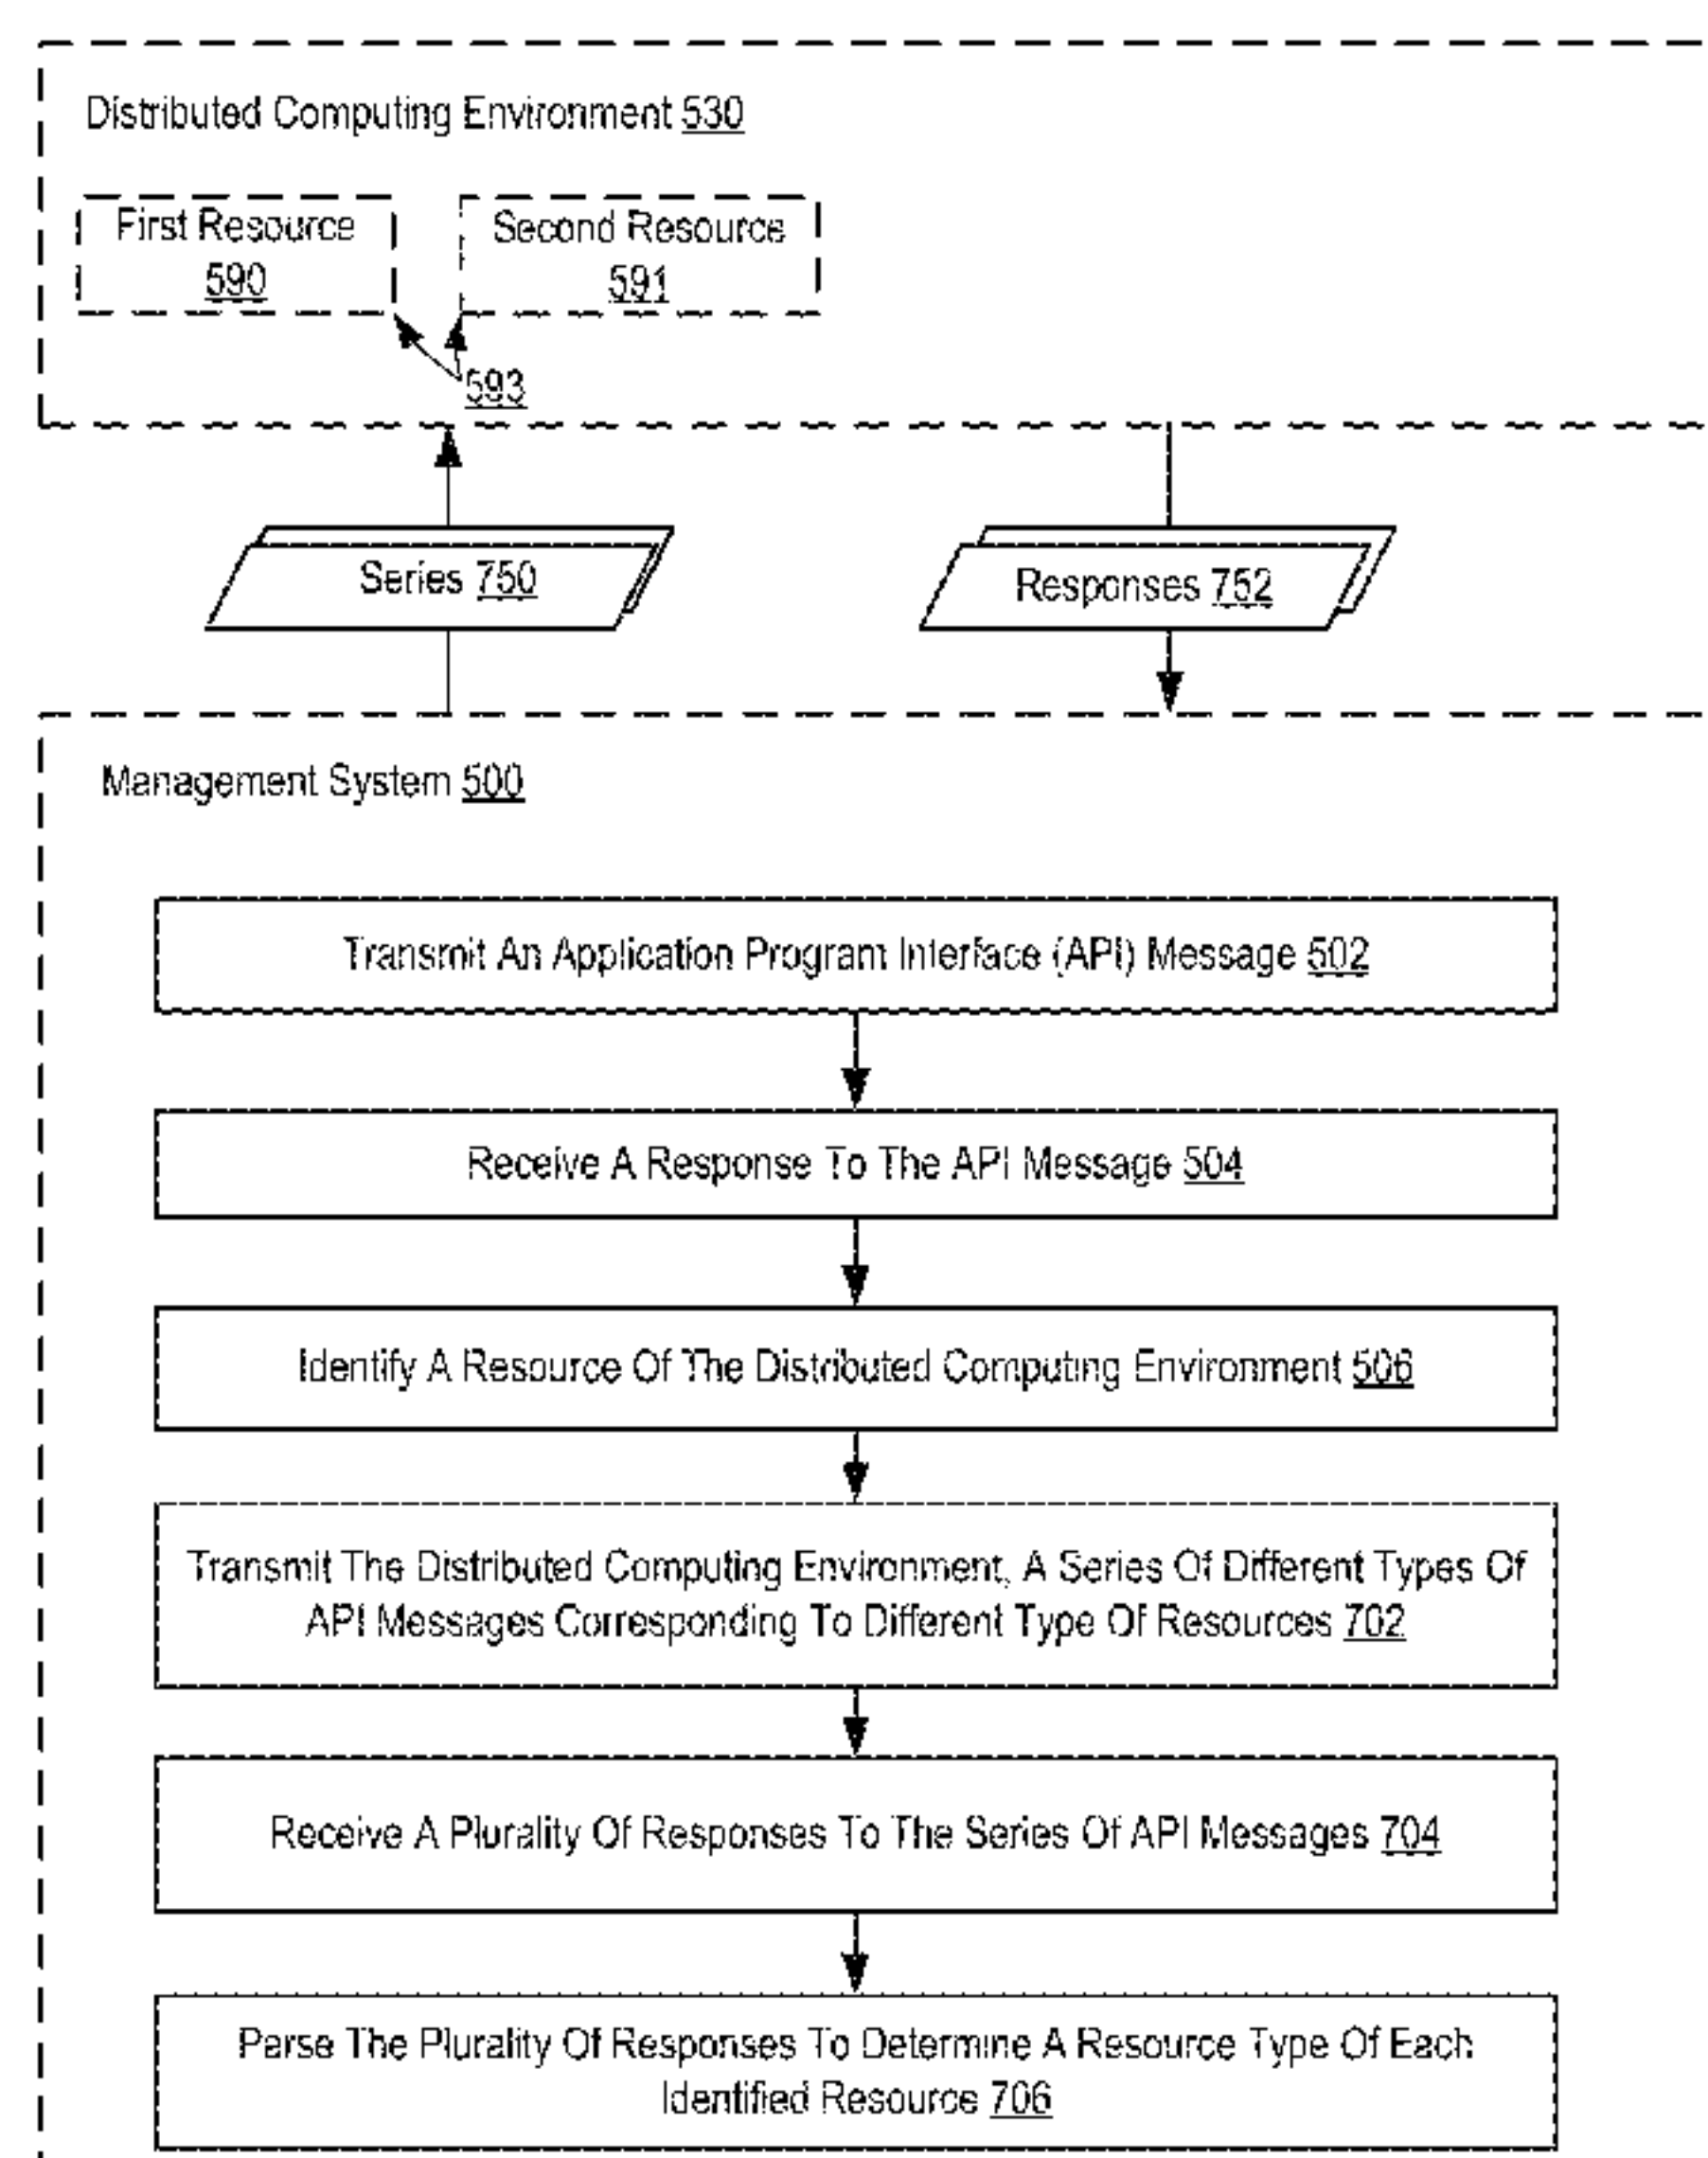 Distributed Computing Environment 530
First Resource
590
Second Resource
591
593
Series 750
Responses 752
Management System 500
Transmit An Application Program Interface (API) Message 502
Receive A Response To The API Message 504
Identify A Resource Of The Distributed Computing Environment 506
Transmit The Distributed Computing Environment, A Series Of Different Types Of
API Messages Corresponding To Different Type Of Resources 702
Receive A Plurality Of Responses To The Series Of API Messages 704
Parse The Plurality Of Responses To Determine A Resource Type Of Each
Identified Resource 706